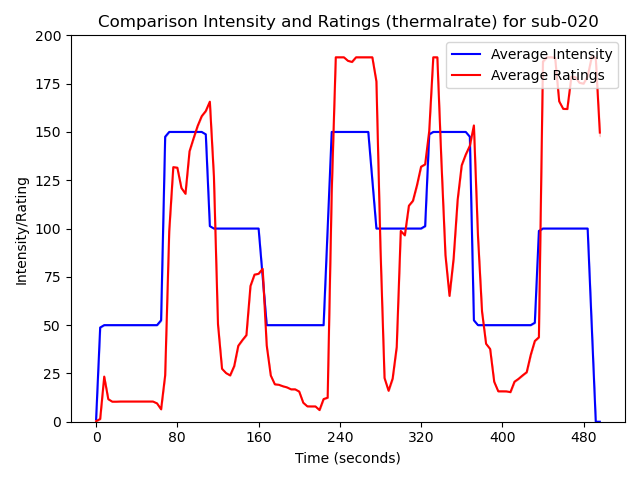 Comparison Intensity and Ratings (thermalrate) for sub-020
Average Intensity
Average Ratings
Intensity/Rating
200
175
150
125
100
75
50
25
0
0 80 160 240 320 400 480
Time (seconds)